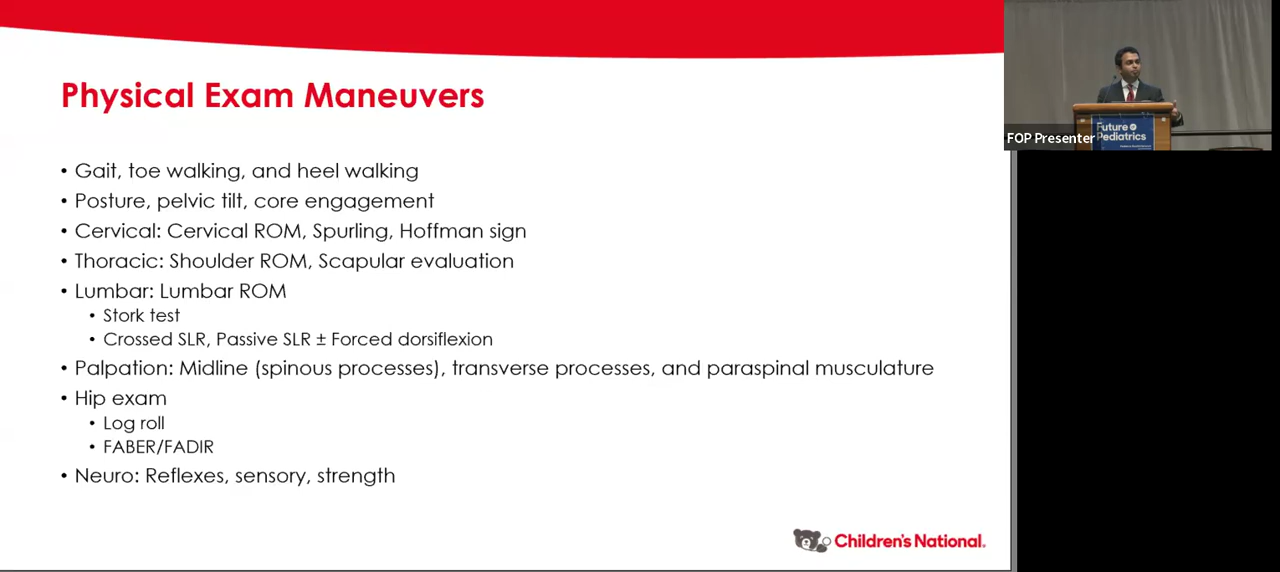 Physical Exam Maneuvers
• Gait, toe walking, and heel walking
• Posture, pelvic tilt, core engagement
• Cervical: Cervical ROM, Spurling, Hoffman sign
• Thoracic: Shoulder ROM, Scapular evaluation
• Lumbar: Lumbar ROM
• Stork test
• Crossed SLR, Passive SLR ± Forced dorsiflexion
• Palpation: Midline (spinous processes), transverse processes, and paraspinal musculature
• Hip exam
• Log roll
• FABER/FADIR
• Neuro: Reflexes, sensory, strength
Children's National.
FOP Presenter
Future of
Pediatrics